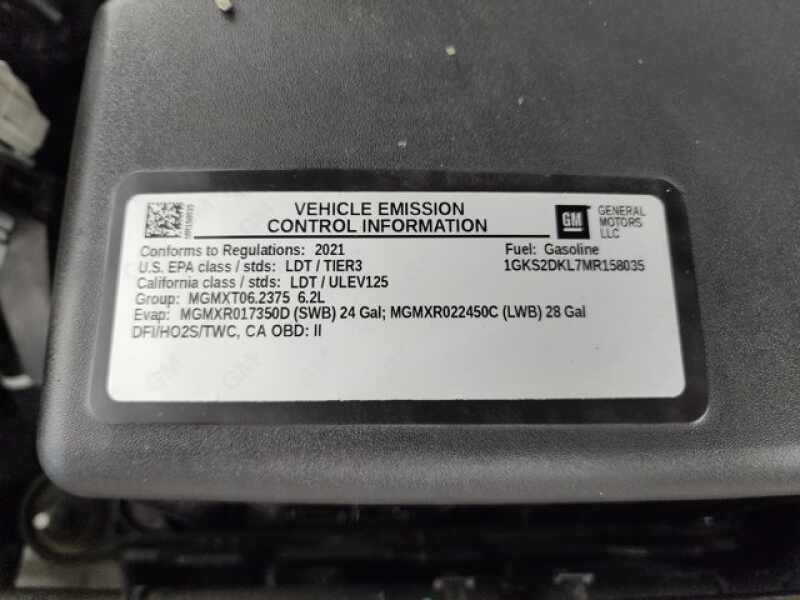 VEHICLE EMISSION
CONTROL INFORMATION
GM
GENERAL
MOTORS
LLC
Conforms to Regulations: 2021
Fuel: Gasoline
U.S. EPA class / stds: LDT / TIER3
1GKS2DKL7MR158035
California class / stds: LDT / ULEV125
Group: MGMXT06.2375 6.2L
Evap: MGMXR017350D (SWB) 24 Gal; MGMXR022450C (LWB) 28 Gal
DFI/HO2S/TWC, CA OBD: II